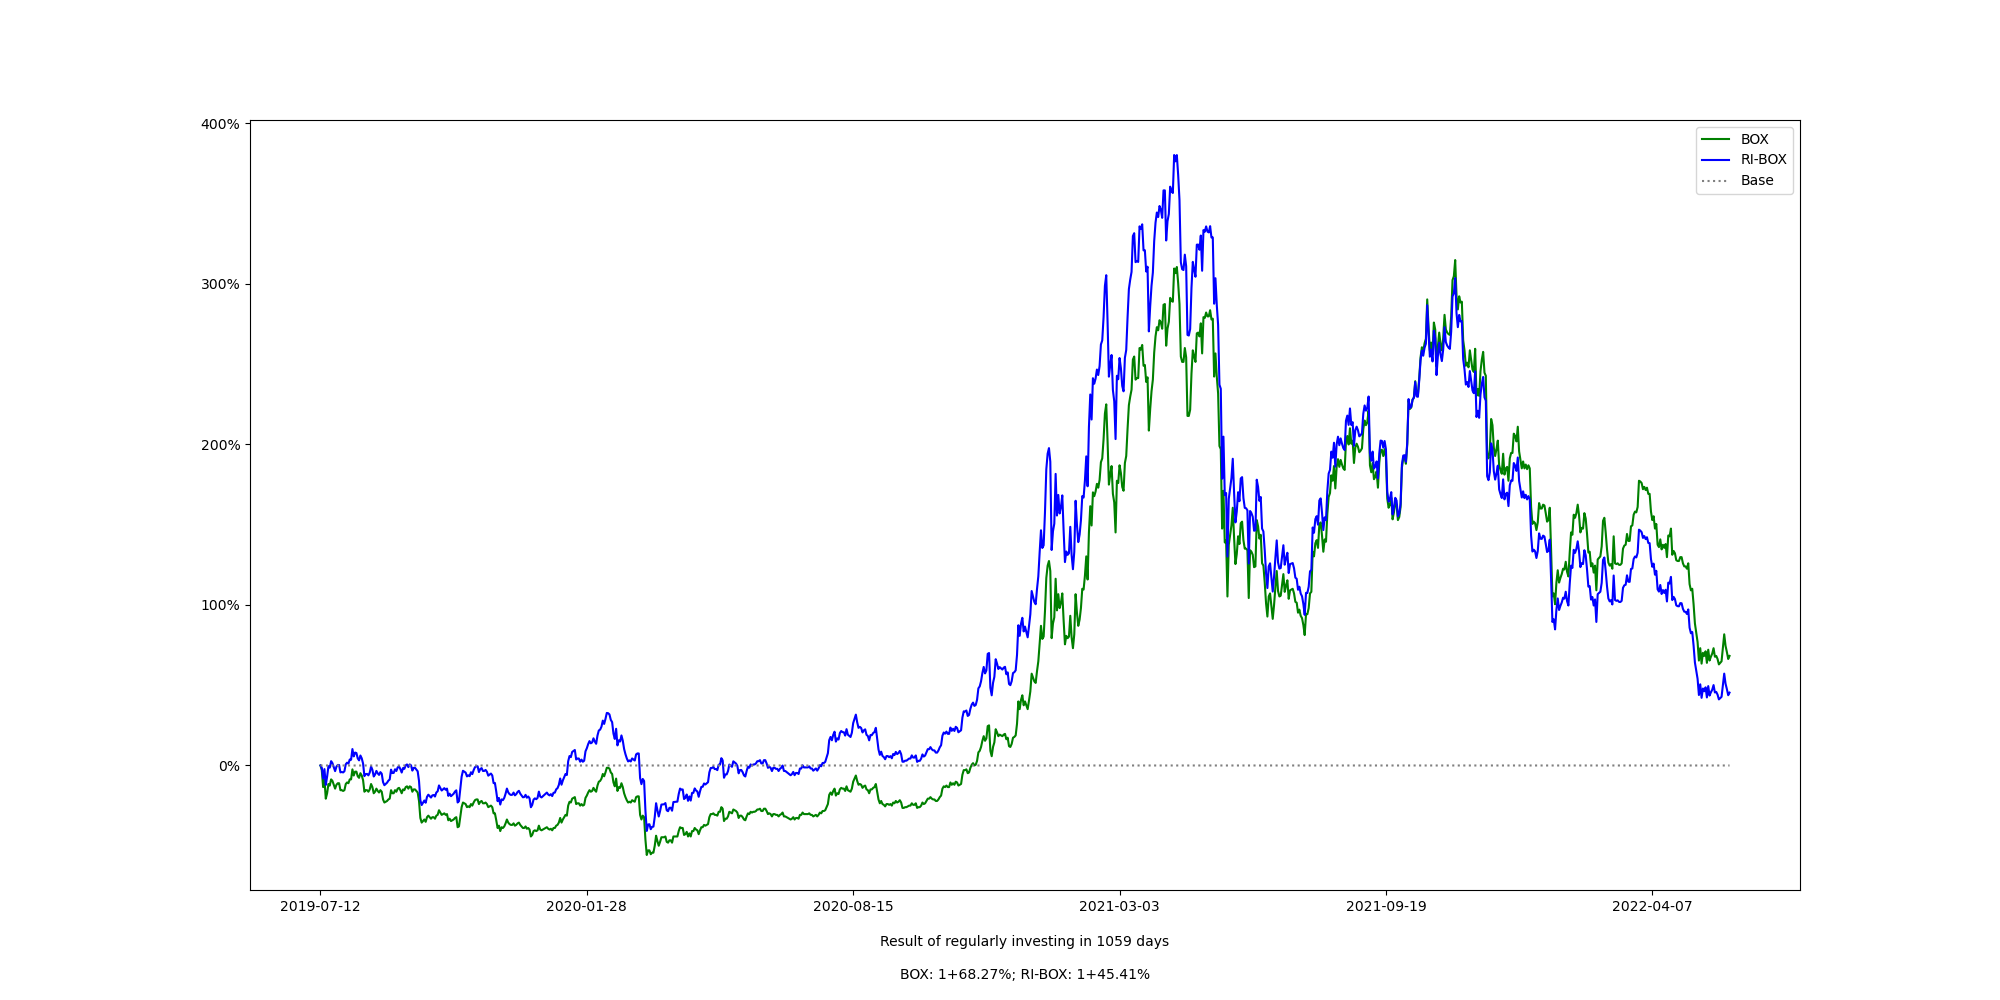 400%
300%
200%
100%
0%
BOX
RI-BOX
Base
2019-07-12 2020-01-28 2020-08-15 2021-03-03 2021-09-19 2022-04-07
Result of regularly investing in 1059 days
BOX: 1+68.27%; RI-BOX: 1+45.41%